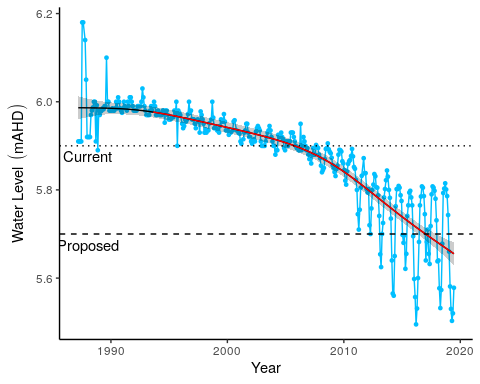 6.2
6.0
5.8
5.6
Water Level (mAHD)
Current
Proposed
1990
2000
2010
2020
Year